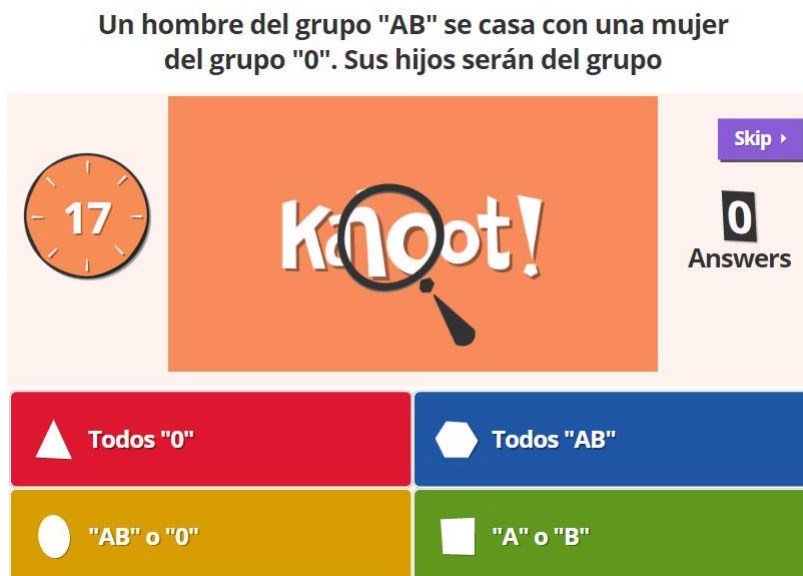 Un hombre del grupo "AB" se casa con una mujer
del grupo "0". Sus hijos serán del grupo
Skip
17
Kahoot!
0
Answers
Todos "0"
Todos "AB"
"AB" o "0"
"A" o "B"